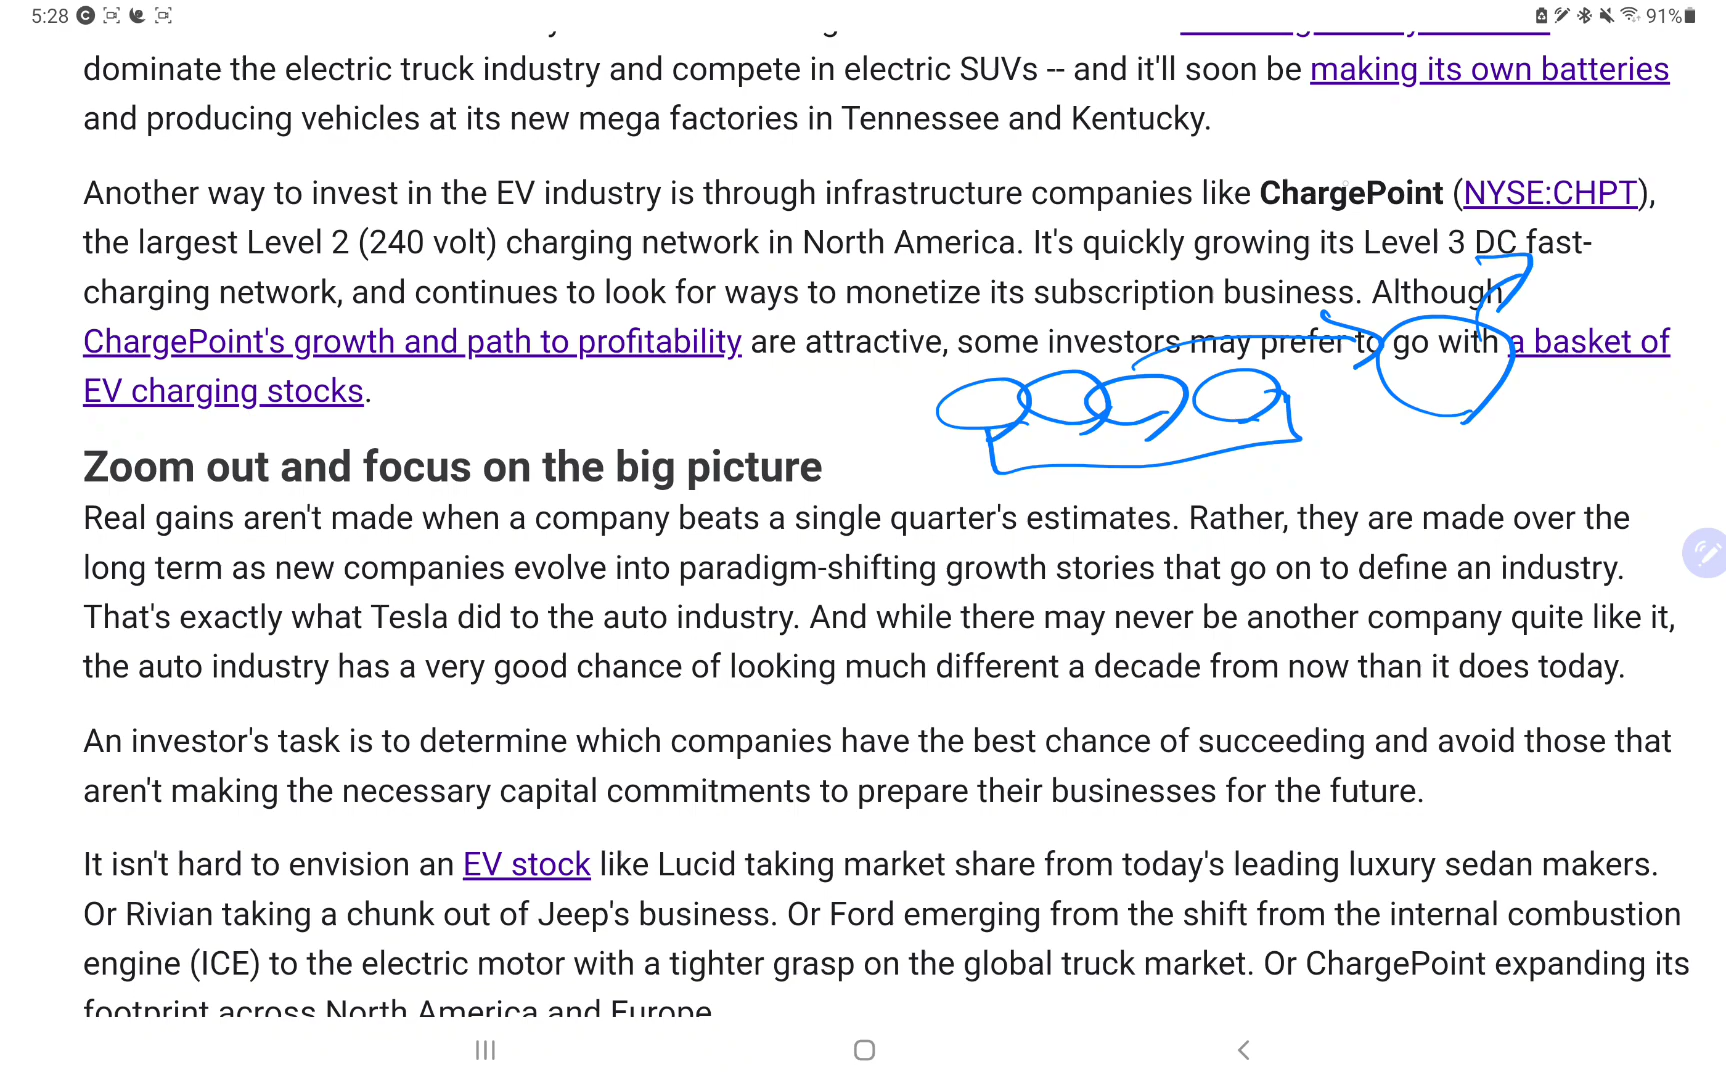 5:28
91%
dominate the electric truck industry and compete in electric SUVs -- and it'll soon be making its own batteries
and producing vehicles at its new mega factories in Tennessee and Kentucky.
Another way to invest in the EV industry is through infrastructure companies like ChargePoint (NYSE:CHPT),
the largest Level 2 (240 volt) charging network in North America. It's quickly growing its Level 3 DC fast-
charging network, and continues to look for ways to monetize its subscription business. Although
ChargePoint's growth and path to profitability are attractive, some investors may prefer to go with a basket of
EV charging stocks.
Zoom out and focus on the big picture
Real gains aren't made when a company beats a single quarter's estimates. Rather, they are made over the
long term as new companies evolve into paradigm-shifting growth stories that go on to define an industry.
That's exactly what Tesla did to the auto industry. And while there may never be another company quite like it,
the auto industry has a very good chance of looking much different a decade from now than it does today.
An investor's task is to determine which companies have the best chance of succeeding and avoid those that
aren't making the necessary capital commitments to prepare their businesses for the future.
It isn't hard to envision an EV stock like Lucid taking market share from today's leading luxury sedan makers.
Or Rivian taking a chunk out of Jeep's business. Or Ford emerging from the shift from the internal combustion
engine (ICE) to the electric motor with a tighter grasp on the global truck market. Or ChargePoint expanding its
footprint across North America and Europe.